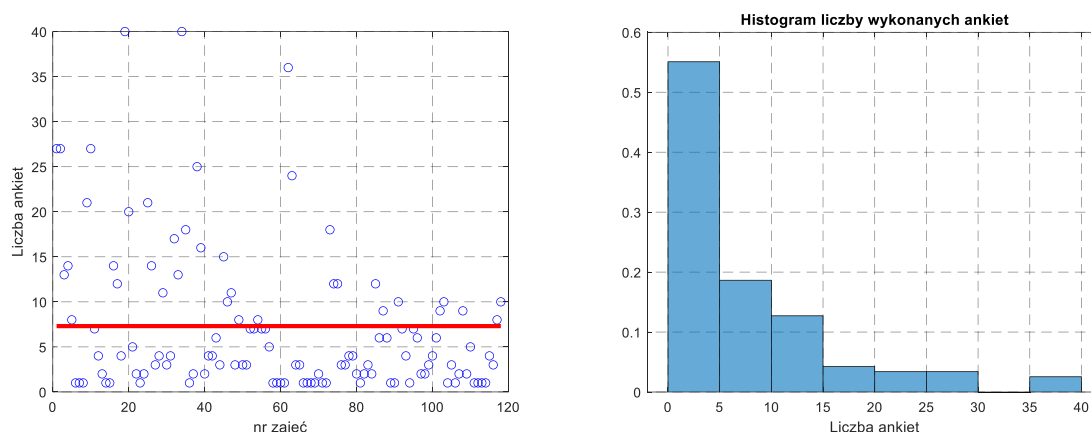 40
35
30
25
20
15
10
5
0
0 20 40 60 80 100 120
Liczba ankiet
nr zajęć
Histogram liczby wykonanych ankiet
0.6
0.5
0.4
0.3
0.2
0.1
0
0 5 10 15 20 25 30 35 40
Liczba ankiet